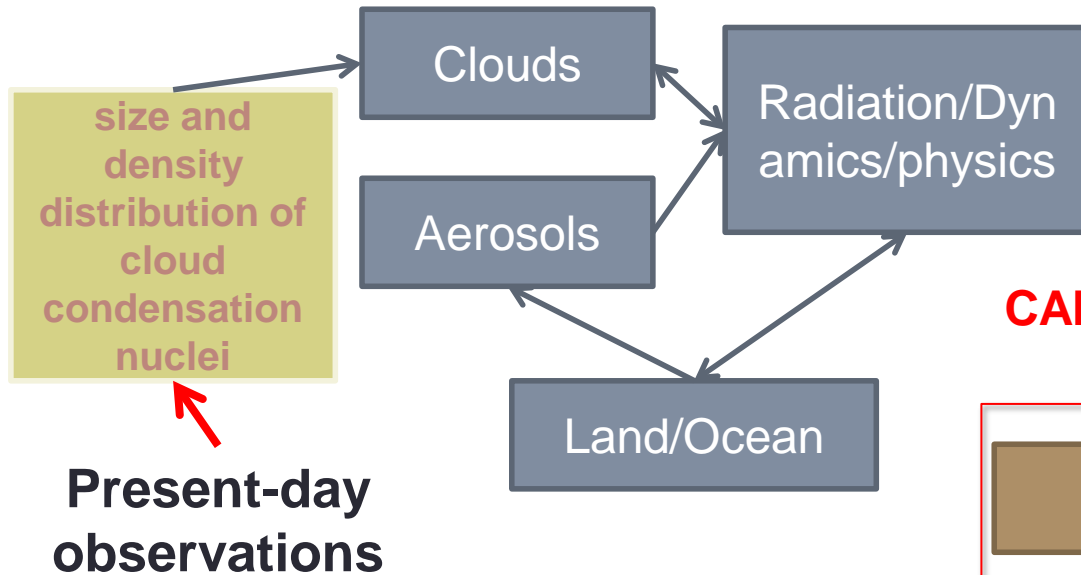 Clouds
Radiation/Dyn
amics/physics
size and
density
distribution of
cloud
condensation
nuclei
Aerosols
Land/Ocean
Present-day
observations